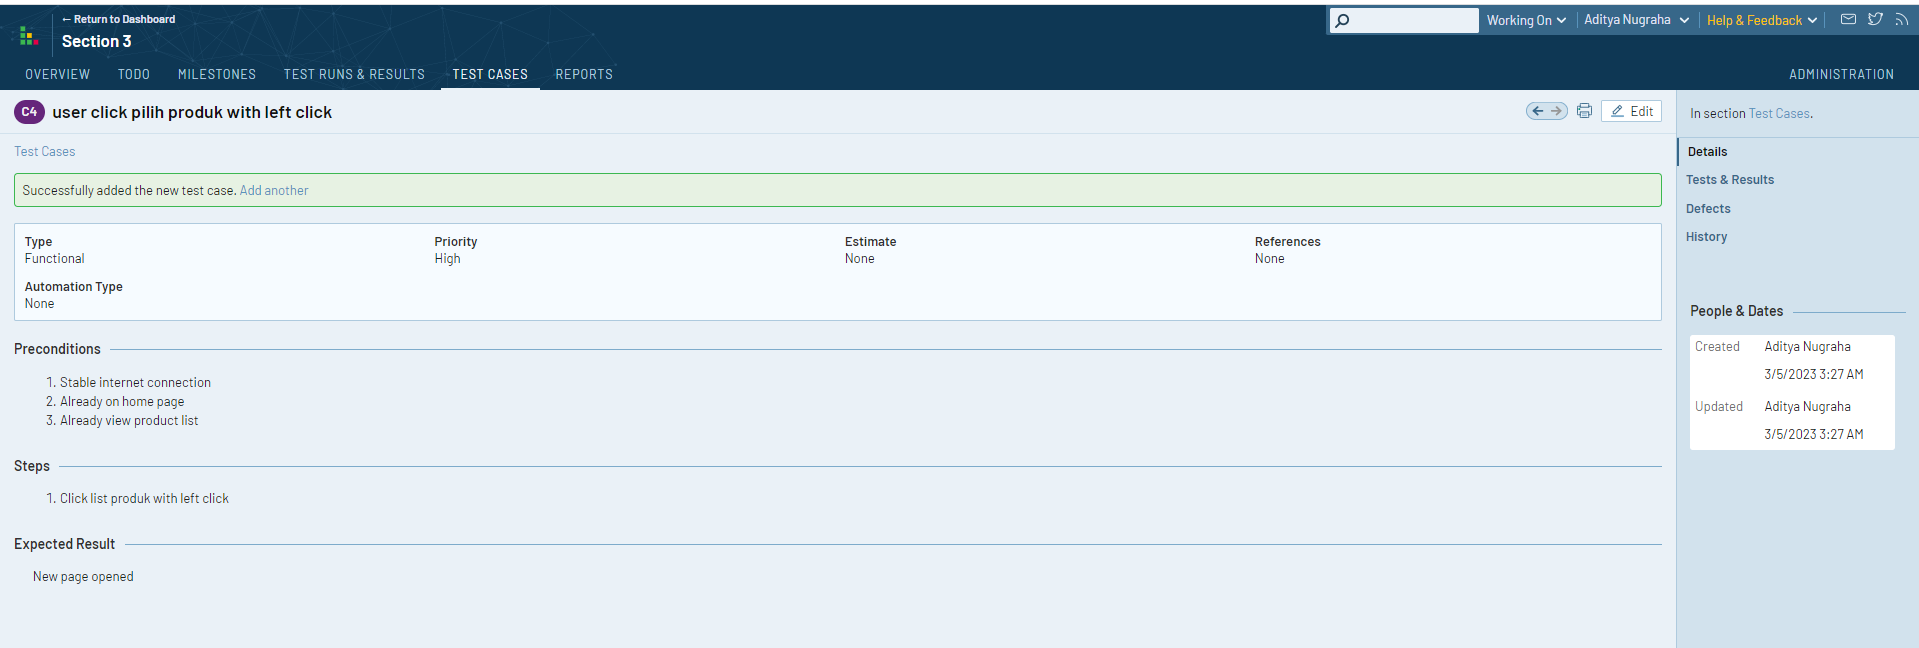 ← Return to Dashboard
Section 3
Working On
Aditya Nugraha
Help & Feedback
OVERVIEW TODO MILESTONES TEST RUNS & RESULTS TEST CASES REPORTS ADMINISTRATION
C4 user click pilih produk with left click
Edit
Test Cases
Successfully added the new test case. Add another
Type Priority Estimate References
Functional High None None
Automation Type
None
Preconditions
1. Stable internet connection
2. Already on home page
3. Already view product list
Steps
1. Click list produk with left click
Expected Result
New page opened
In section Test Cases.
Details
Tests & Results
Defects
History
People & Dates
Created Aditya Nugraha
3/5/2023 3:27 AM
Updated Aditya Nugraha
3/5/2023 3:27 AM